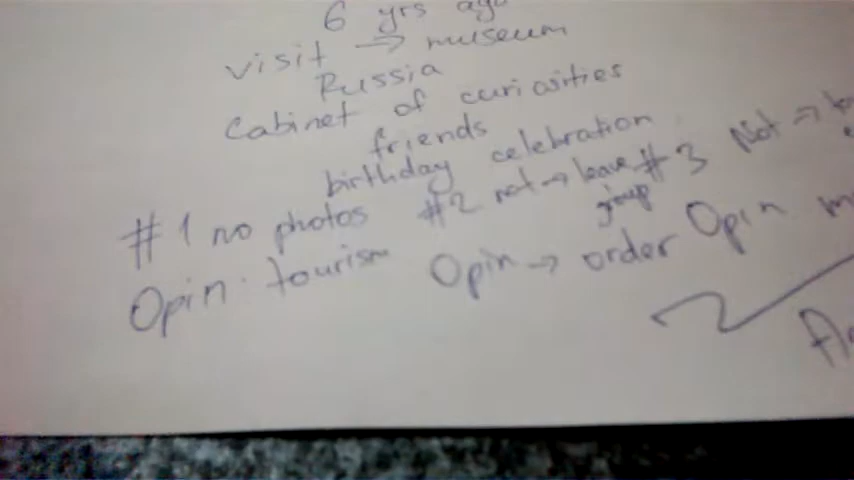 6 yrs ago
visit → museum
Russia
Cabinet of curiosities
friends
birthday celebration
#1 no photos #2 not → leave group #3 Not →
Opin. tourism Opin → order Opin